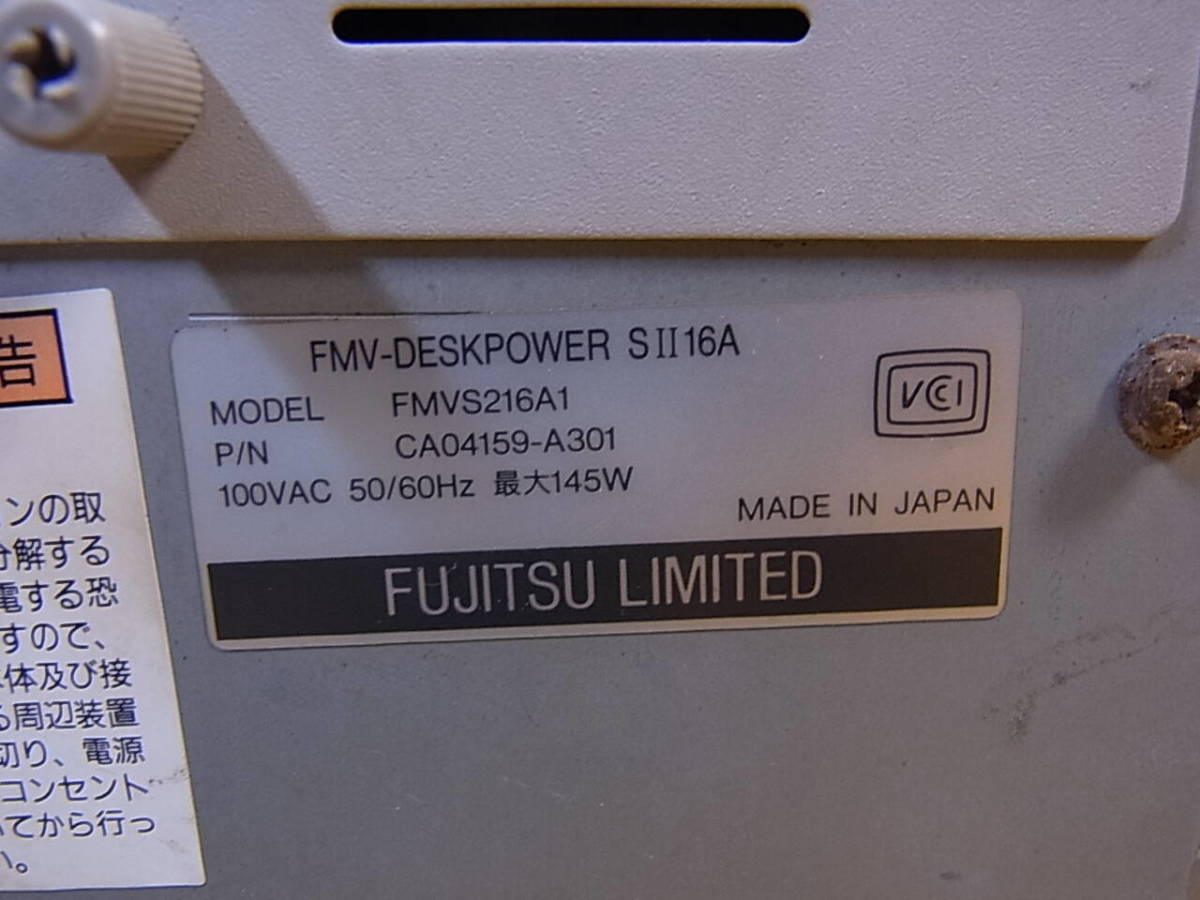 FMV-DESKPOWER SⅡ16A
MODEL FMVS216A1
P/N CA04159-A301
100VAC 50/60Hz 最大145W
VCCI
MADE IN JAPAN
FUJITSU LIMITED
告
ンの取
分解する
電する恐
すので、
体及び接
る周辺装置
切り、電源
コンセント
いてから行っ
い。